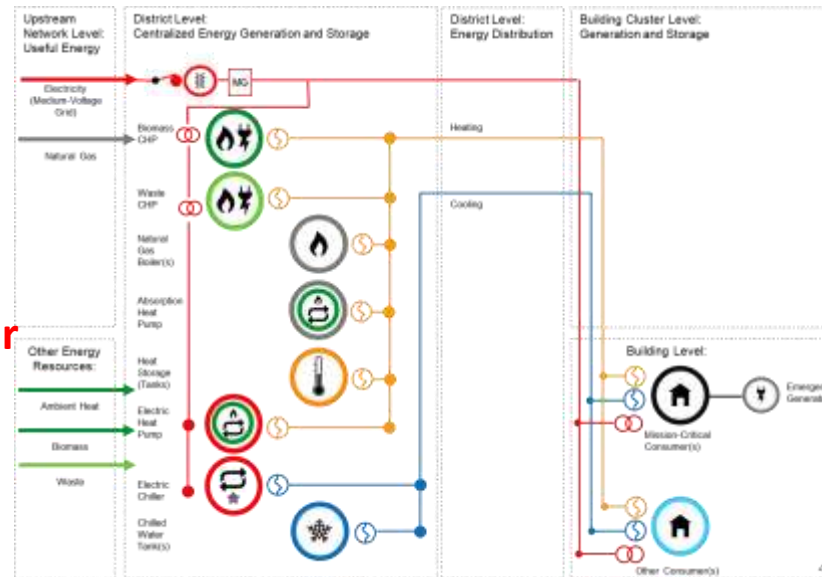 Upstream
Network Level:
Useful Energy
District Level:
Centralized Energy Generation and Storage
District Level:
Energy Distribution
Building Cluster Level:
Generation and Storage
Electricity
(Medium-Voltage
Grid)
MG
Natural Gas
Biomass
CHP
Heating
Waste
CHP
Cooling
Natural
Gas
Boiler(s)
Absorption
Heat
Pump
r
Other Energy
Resources:
Heat
Storage
(Tanks)
Building Level:
Ambient Heat
Electric
Heat
Pump
Emergen
Generat
Mission-Critical
Consumer(s)
Biomass
Waste
Electric
Chiller
Chilled
Water
Tank(s)
Other Consumer(s)
4